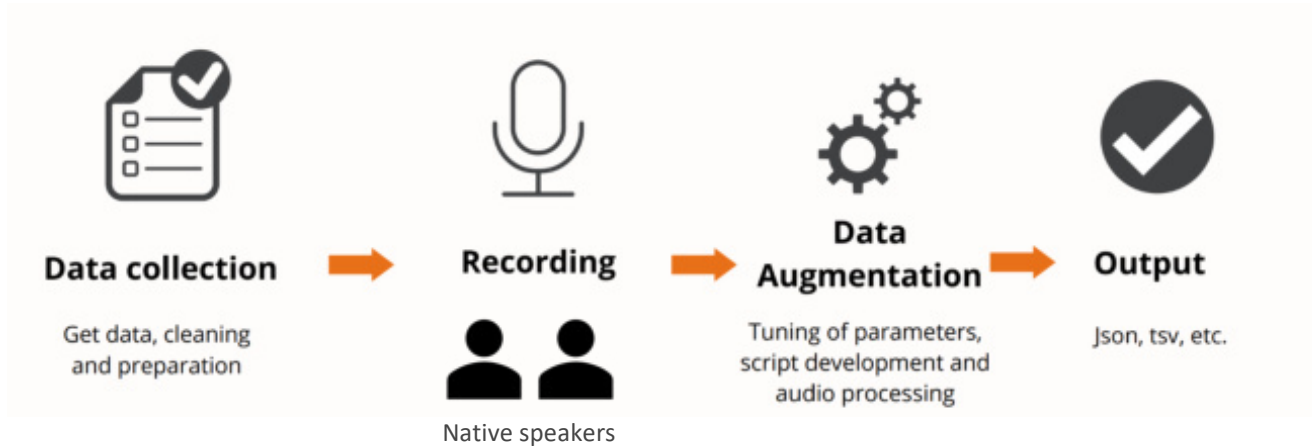 Data collection
Get data, cleaning
and preparation
Recording
Native speakers
Data
Augmentation
Tuning of parameters,
script development and
audio processing
Output
Json, tsv, etc.